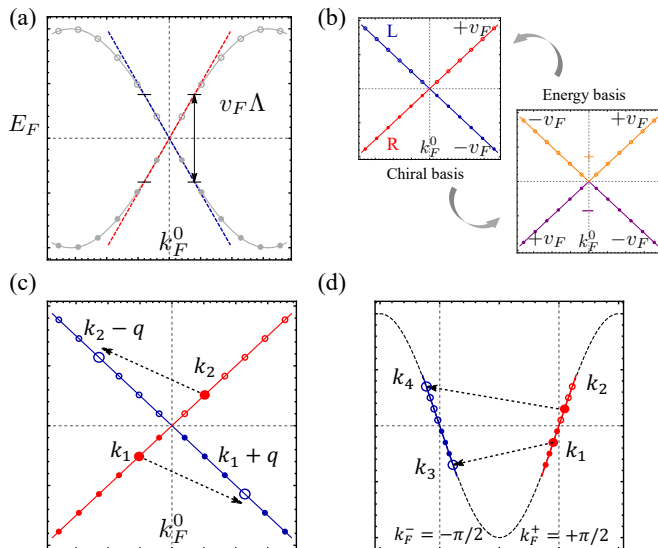 (a)
E_F
v_F Λ
k_F^0
(b)
L
+v_F
R
k_F^0
−v_F
Chiral basis
Energy basis
−v_F
+v_F
+
−
+v_F
k_F^0
−v_F
(c)
k_2 − q
k_2
k_1
k_1 + q
k_F^0
(d)
k_4
k_2
k_1
k_3
k_F^- = −π/2
k_F^+ = +π/2